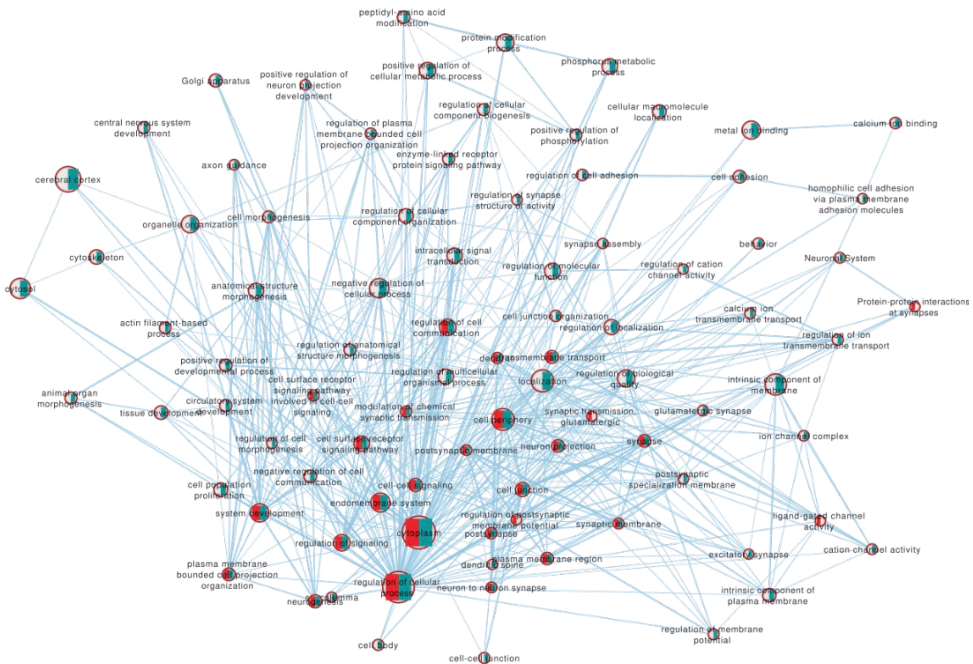 peptidyl-amino acid
modification
protein modification
process
phosphorus metabolic
process
positive regulation of
cellular metabolic process
Golgi apparatus
positive regulation of
neuron projection
development
regulation of cellular
component biogenesis
cellular macromolecule
localization
central nervous system
development
regulation of plasma
membrane bounded cell
projection organization
positive regulation of
phosphorylation
metal ion binding
calcium ion binding
enzyme-linked receptor
protein signaling pathway
axon guidance
regulation of cell adhesion
cell adhesion
cerebral cortex
homophilic cell adhesion
via plasma membrane
adhesion molecules
regulation of synapse
structure or activity
organelle organization
cell morphogenesis
regulation of cellular
component organization
synapse assembly
behavior
cytoskeleton
intracellular signal
transduction
NeuronalSystem
regulation of molecular
function
regulation of cation
channel activity
cytosol
anatomical structure
morphogenesis
negative regulation of
cellular process
Protein-protein interactions
at synapses
calcium ion
transmembrane transport
cell junction organization
regulation of localization
actin filament-based
process
regulation of cell
communication
regulation of ion
transmembrane transport
regulation of anatomical
structure morphogenesis
transmembrane transport
positive regulation of
developmental process
regulation of multicellular
organismal process
localization
regulation of biological
quality
intrinsic component of
membrane
cell surface receptor
signaling pathway
involved in cell-cell
signaling
animal organ
morphogenesis
tissue development
circulatory system
development
modulation of chemical
synaptic transmission
cell periphery
synaptic transmission,
glutamatergic
glutamatergic synapse
regulation of cell
morphogenesis
cell surface receptor
signaling pathway
postsynaptic membrane
neuron projection
synapse
ion channel complex
negative regulation of cell
communication
postsynaptic
specialization membrane
cell population
proliferation
cell-cell signaling
cell junction
endomembrane system
system development
regulation of postsynaptic
membrane potential
synaptic membrane
ligand-gated channel
activity
cytoplasm
postsynapse
regulation of signaling
cation channel activity
excitatory synapse
plasma membrane region
dendritic spine
plasma membrane
bounded cell projection
organization
regulation of cellular
process
neuron to neuron synapse
intrinsic component of
plasma membrane
neurogenesis
regulation of membrane
potential
cell body
cell-cell junction